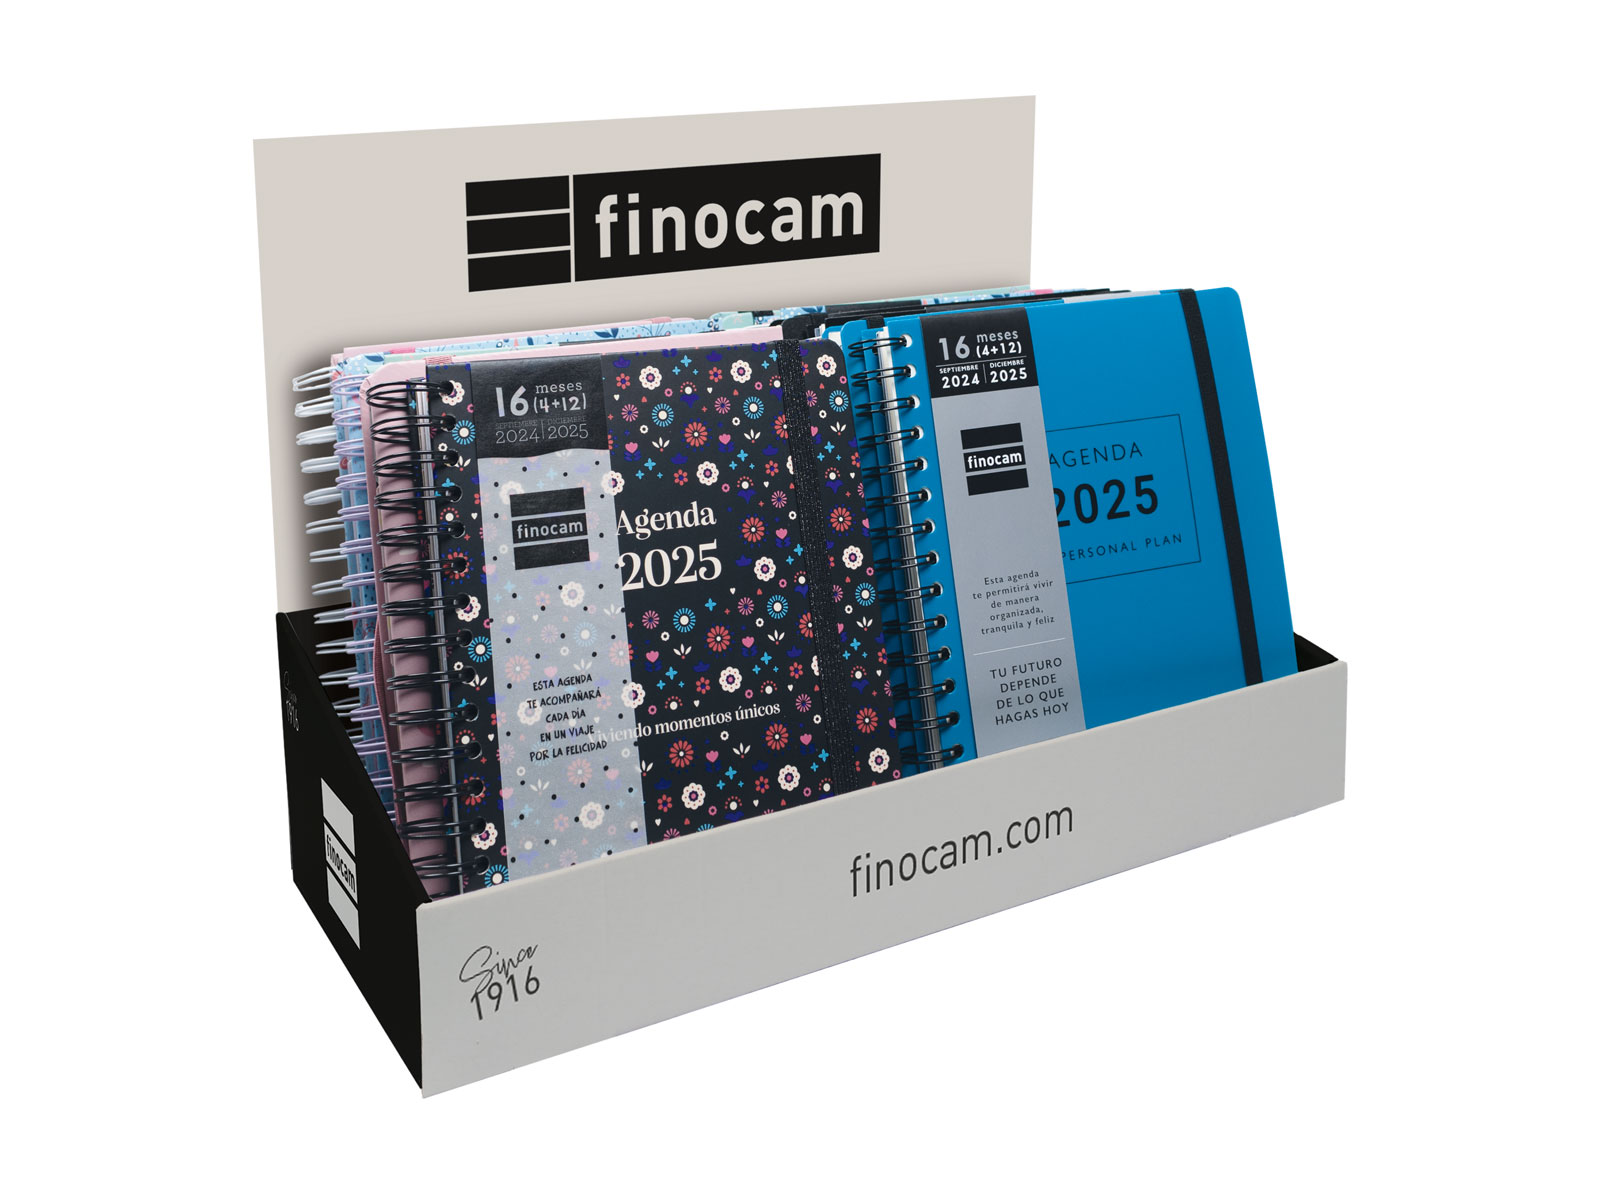 finocam
16 meses
(4+12)
SEPTIEMBRE DICIEMBRE
2024 2025
finocam
Agenda
2025
ESTA AGENDA
TE ACOMPAÑARÁ
CADA DÍA
EN UN VIAJE
POR LA FELICIDAD
Viviendo momentos únicos
16 meses
(4+12)
SEPTIEMBRE DICIEMBRE
2024 2025
finocam
AGENDA
2025
PERSONAL PLAN
Esta agenda
te permitirá vivir
de manera
organizada,
tranquila y feliz
TU FUTURO
DEPENDE
DE LO QUE
HAGAS HOY
Since
1916
finocam
finocam.com
Since
1916